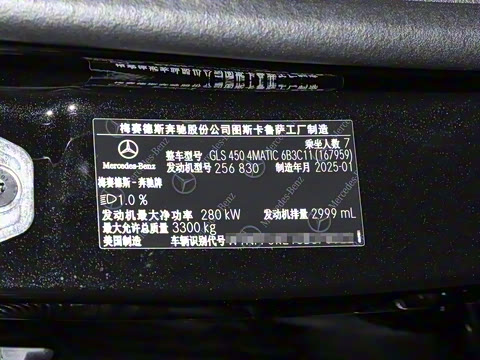 梅赛德斯奔驰股份公司图斯卡鲁萨工厂制造
乘坐人数 7
Mercedes-Benz
整车型号 GLS 450 4MATIC 6B3C11 (167959)
发动机型号 256 830 制造年月 2025-01
梅赛德斯-奔驰牌
1.0 %
发动机最大净功率 280 kW 发动机排量 2999 mL
最大允许总质量 3300 kg
美国制造 车辆识别代号